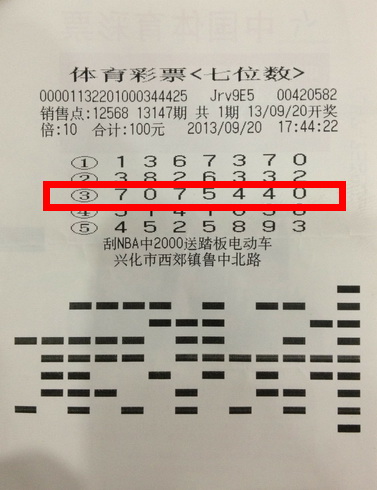 体育彩票<七位数>
00001132201000344425 Jrv9E5 00420582
销售点:12568 13147期 共 1期 13/09/20开奖
倍:10 合计:100元 2013/09/20 17:44:22
① 1 3 6 7 3 7 0
② 3 8 2 6 3 3 2
③ 7 0 7 5 4 4 0
④
⑤ 4 5 2 5 8 9 3
刮NBA中2000送踏板电动车
兴化市西郊镇鲁中北路